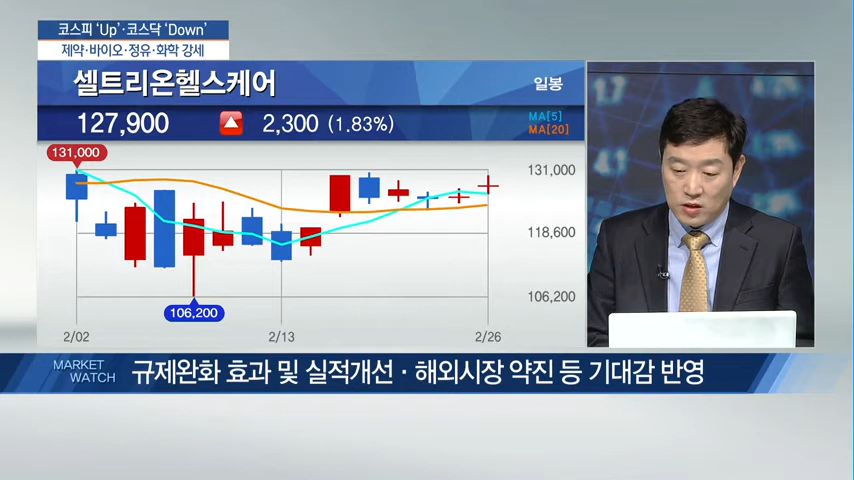 코스피 ‘Up’·코스닥 ‘Down’
제약·바이오·정유·화학 강세
셀트리온헬스케어
일봉
127,900 2,300 (1.83%)
MA[5]
MA[20]
131,000
131,000
118,600
106,200
106,200
2/02 2/13 2/26
1.7
4.1
MARKET WATCH
규제완화 효과 및 실적개선 · 해외시장 약진 등 기대감 반영